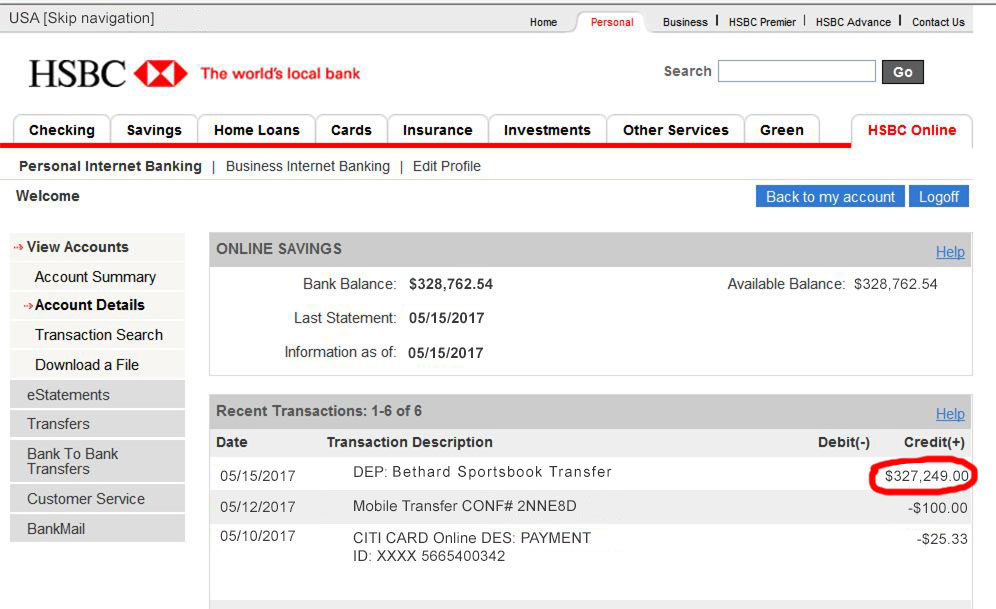 USA [Skip navigation]
Home Personal Business | HSBC Premier | HSBC Advance | Contact Us
HSBC The world's local bank
Search Go
Checking Savings Home Loans Cards Insurance Investments Other Services Green HSBC Online
Personal Internet Banking | Business Internet Banking | Edit Profile
Welcome
Back to my account Logoff
View Accounts
Account Summary
Account Details
Transaction Search
Download a File
eStatements
Transfers
Bank To Bank
Transfers
Customer Service
BankMail
ONLINE SAVINGS Help
Bank Balance: $328,762.54 Available Balance: $328,762.54
Last Statement: 05/15/2017
Information as of: 05/15/2017
Recent Transactions: 1-6 of 6 Help
Date Transaction Description Debit(-) Credit(+)
05/15/2017 DEP: Bethard Sportsbook Transfer $327,249.00
05/12/2017 Mobile Transfer CONF# 2NNE8D -$100.00
05/10/2017 CITI CARD Online DES: PAYMENT -$25.33
ID: XXXX 5665400342